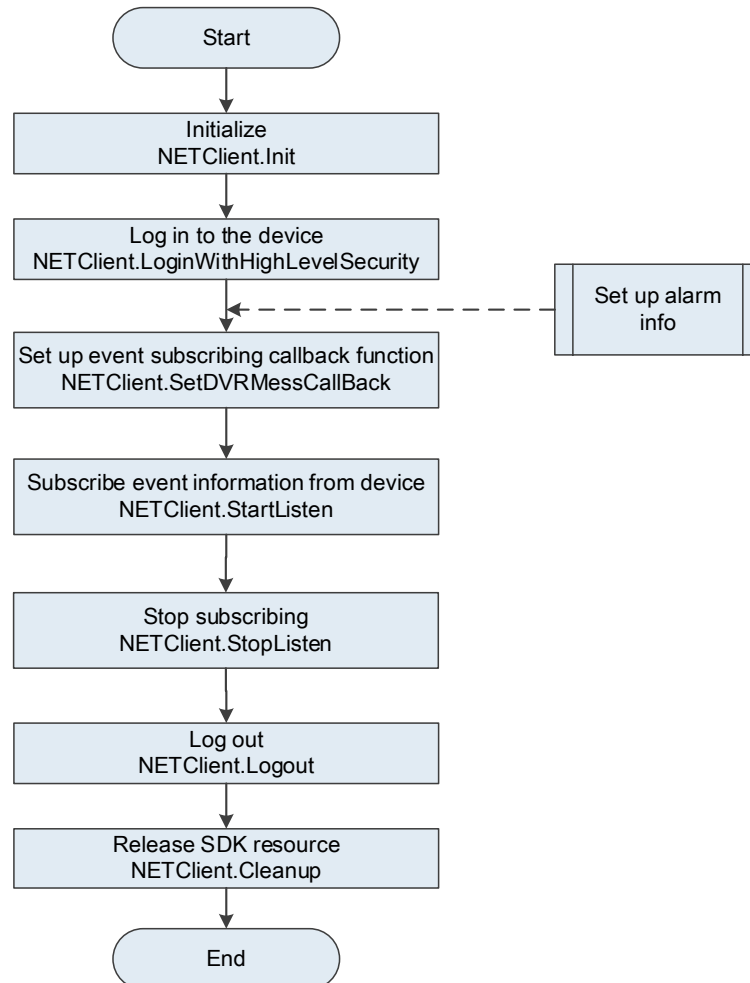 Start
Initialize
NETClient.Init
Log in to the device
NETClient.LoginWithHighLevelSecurity
Set up alarm
info
Set up event subscribing callback function
NETClient.SetDVRMessCallBack
Subscribe event information from device
NETClient.StartListen
Stop subscribing
NETClient.StopListen
Log out
NETClient.Logout
Release SDK resource
NETClient.Cleanup
End